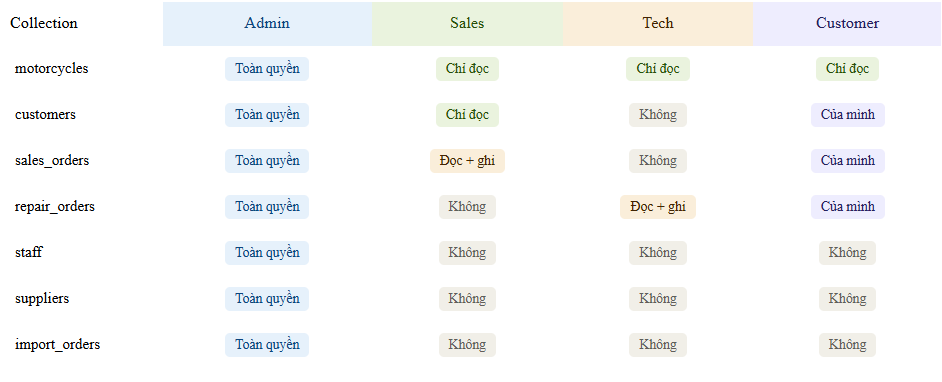 Collection Admin Sales Tech Customer
motorcycles Toàn quyền Chỉ đọc Chỉ đọc Chỉ đọc
customers Toàn quyền Chỉ đọc Không Của mình
sales_orders Toàn quyền Đọc + ghi Không Của mình
repair_orders Toàn quyền Không Đọc + ghi Của mình
staff Toàn quyền Không Không Không
suppliers Toàn quyền Không Không Không
import_orders Toàn quyền Không Không Không